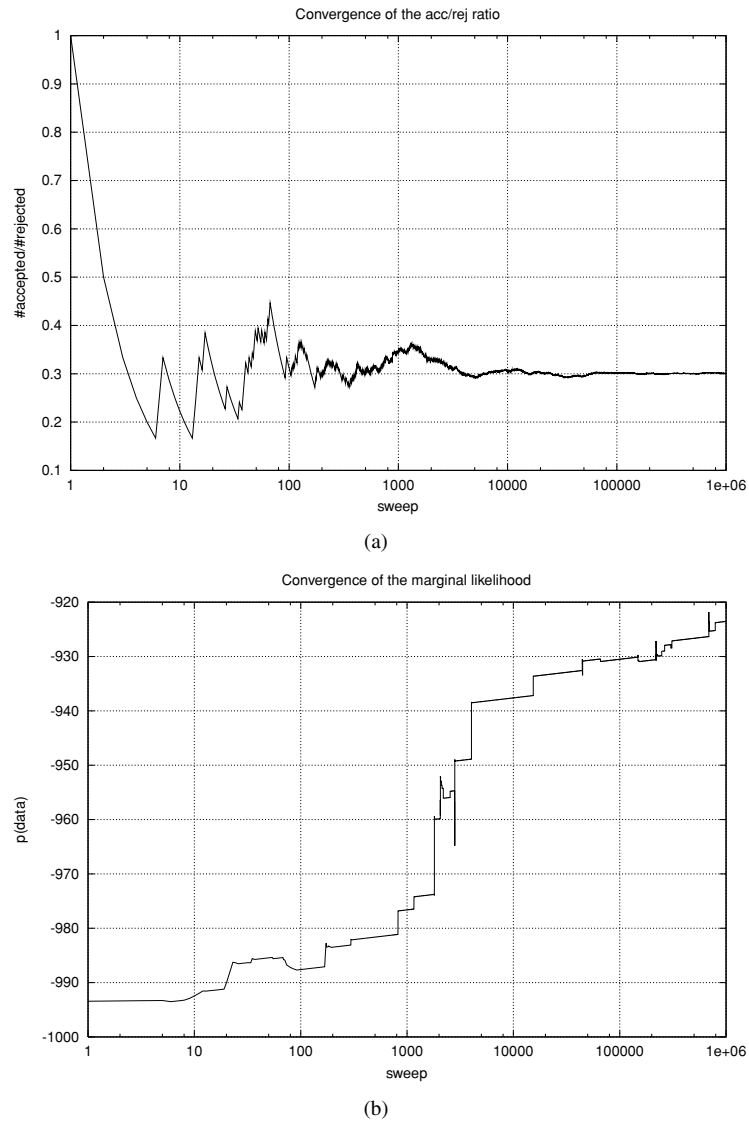 Convergence of the acc/rej ratio
1
0.9
0.8
0.7
0.6
0.5
0.4
0.3
0.2
0.1
#accepted/#rejected
1 10 100 1000 10000 100000 1e+06
sweep
(a)
Convergence of the marginal likelihood
-920
-930
-940
-950
-960
-970
-980
-990
-1000
p(data)
1 10 100 1000 10000 100000 1e+06
sweep
(b)